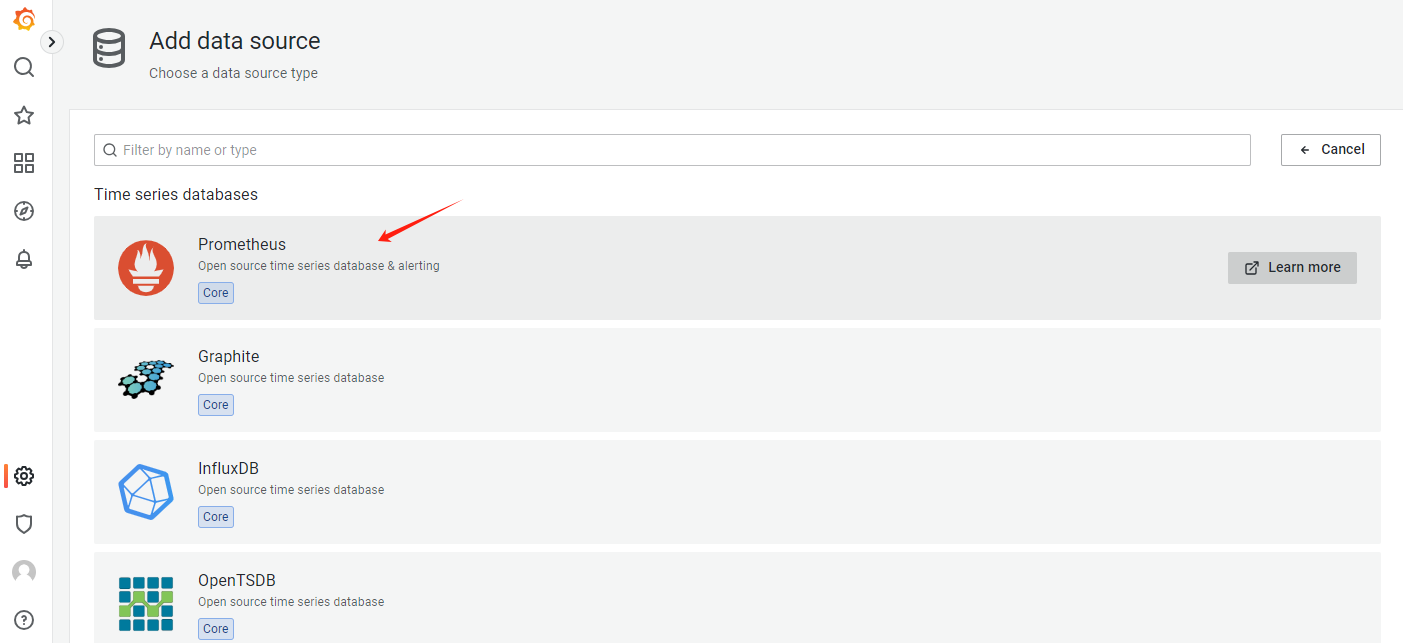 Add data source
Choose a data source type
Filter by name or type
Cancel
Time series databases
Prometheus
Open source time series database & alerting
Core
Learn more
Graphite
Open source time series database
Core
InfluxDB
Open source time series database
Core
OpenTSDB
Open source time series database
Core